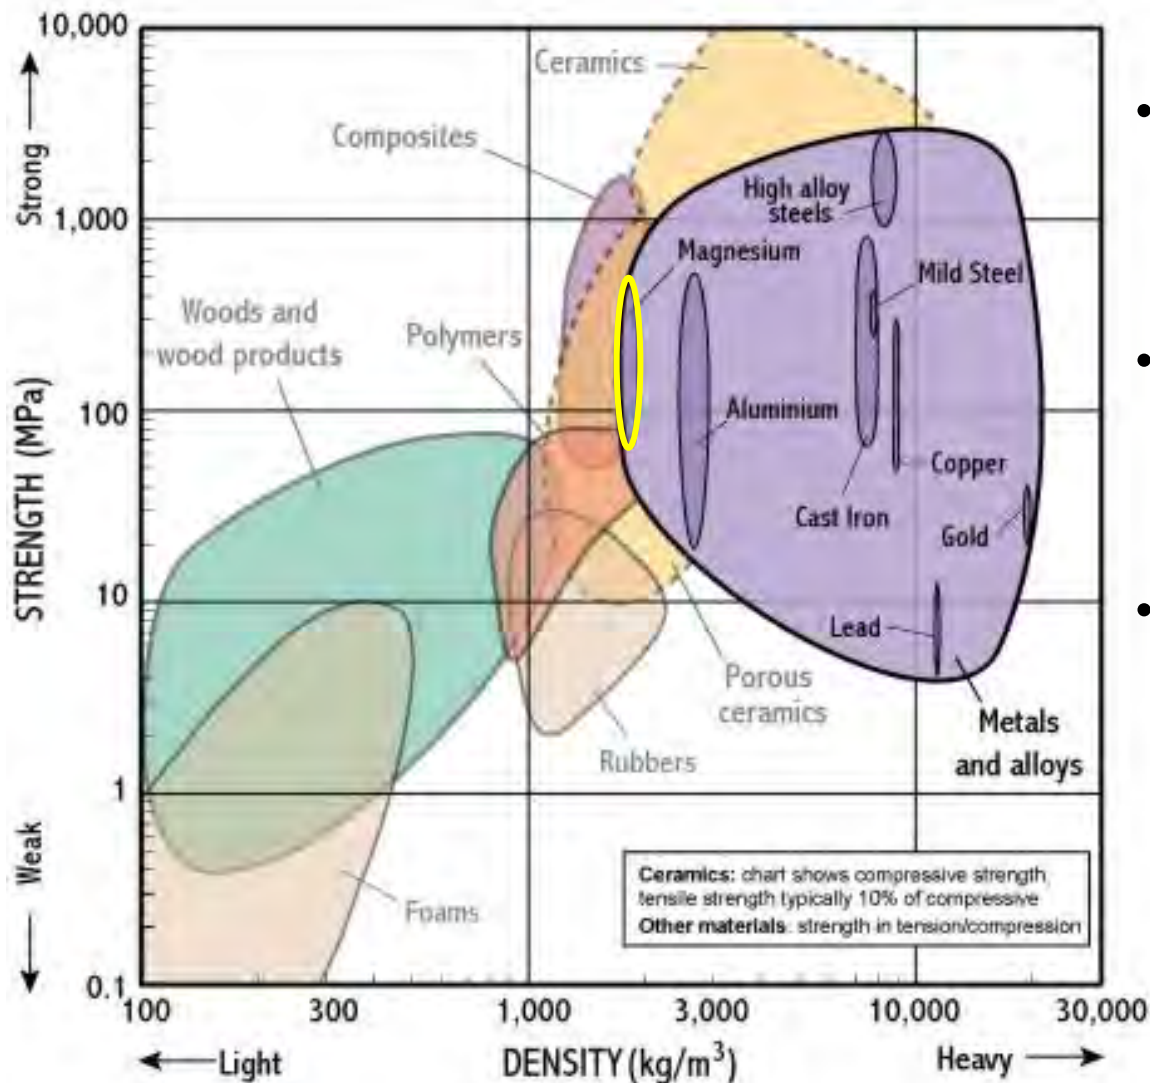 10,000
1,000
100
10
1
0.1
Strong
STRENGTH (MPa)
Weak
Ceramics
Composites
High alloy
steels
Magnesium
Mild Steel
Woods and
wood products
Polymers
Aluminium
Copper
Cast Iron
Gold
Lead
Porous
ceramics
Metals
and alloys
Rubbers
Foams
Ceramics: chart shows compressive strength
tensile strength typically 10% of compressive
Other materials: strength in tension/compression
100 300 1,000 3,000 10,000 30,000
Light DENSITY (kg/m³) Heavy
•
•
•